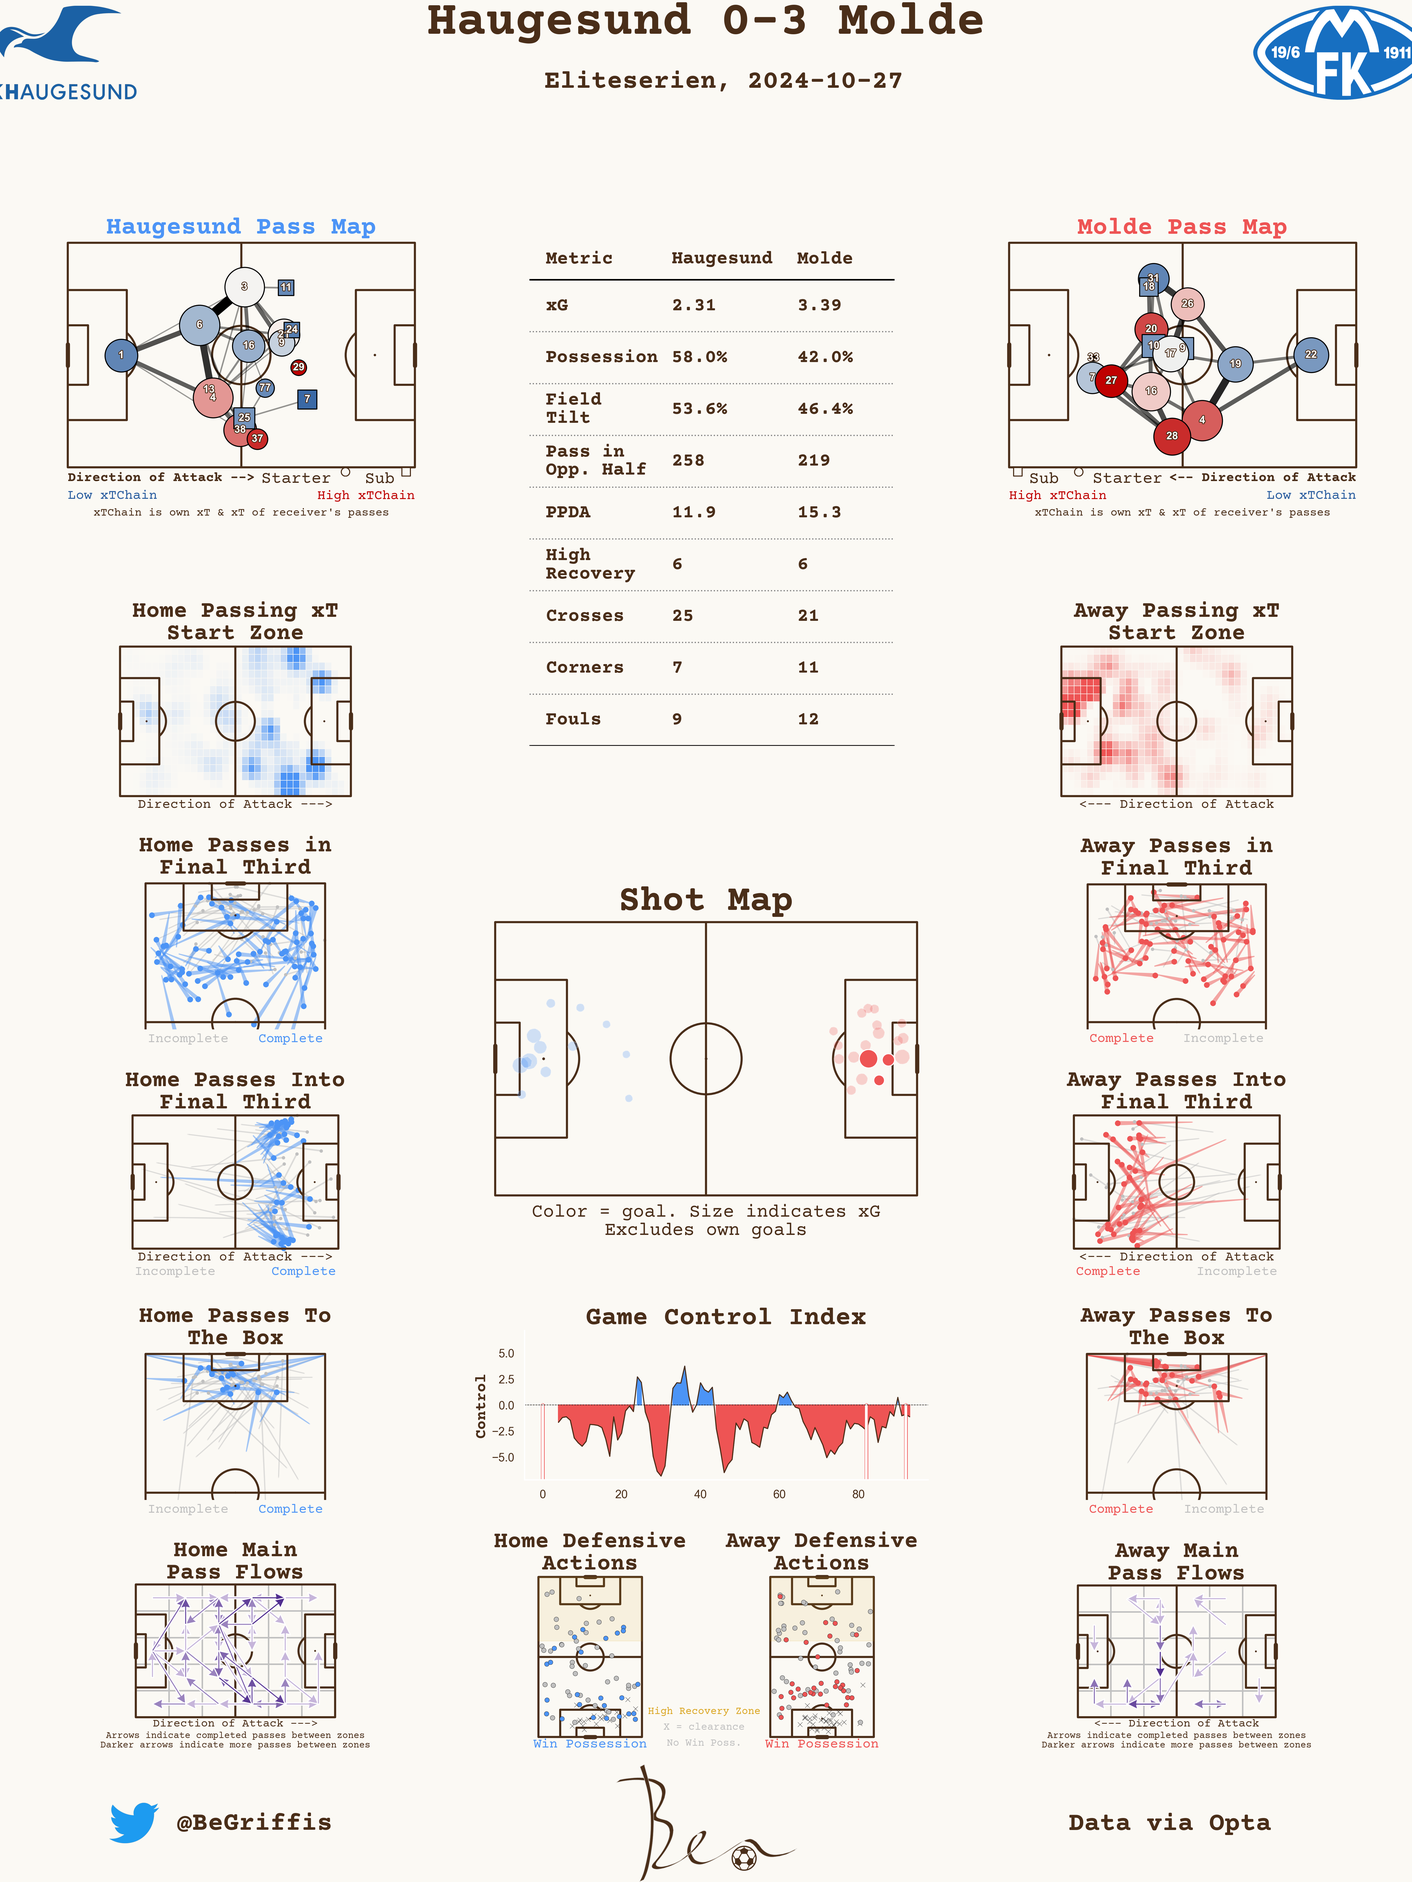 Haugesund 0-3 Molde
Eliteserien, 2024-10-27
KHAUGESUND
19/6 M 1911
FK
Haugesund Pass Map
3
11
6
24
9
16
1
29
13
77
4
7
25
38
37
Direction of Attack --> Starter Sub
Low xTChain High xTChain
xTChain is own xT & xT of receiver's passes
Metric Haugesund Molde
xG 2.31 3.39
Possession 58.0% 42.0%
Field
Tilt 53.6% 46.4%
Pass in
Opp. Half 258 219
PPDA 11.9 15.3
High
Recovery 6 6
Crosses 25 21
Corners 7 11
Fouls 9 12
Molde Pass Map
31
18
26
20
10
17
9
33
22
19
7
27
16
4
28
Sub Starter <-- Direction of Attack
High xTChain Low xTChain
xTChain is own xT & xT of receiver's passes
Home Passing xT
Start Zone
Direction of Attack --->
Away Passing xT
Start Zone
<--- Direction of Attack
Home Passes in
Final Third
Incomplete Complete
Away Passes in
Final Third
Complete Incomplete
Shot Map
Color = goal. Size indicates xG
Excludes own goals
Home Passes Into
Final Third
Direction of Attack --->
Incomplete Complete
Away Passes Into
Final Third
<--- Direction of Attack
Complete Incomplete
Home Passes To
The Box
Incomplete Complete
Game Control Index
Control
5.0
2.5
0.0
−2.5
−5.0
0 20 40 60 80
Away Passes To
The Box
Complete Incomplete
Home Main
Pass Flows
Direction of Attack --->
Arrows indicate completed passes between zones
Darker arrows indicate more passes between zones
Home Defensive
Actions
Win Possession
High Recovery Zone
X = clearance
No Win Poss.
Away Defensive
Actions
Win Possession
Away Main
Pass Flows
<--- Direction of Attack
Arrows indicate completed passes between zones
Darker arrows indicate more passes between zones
@BeGriffis
Ben
Data via Opta